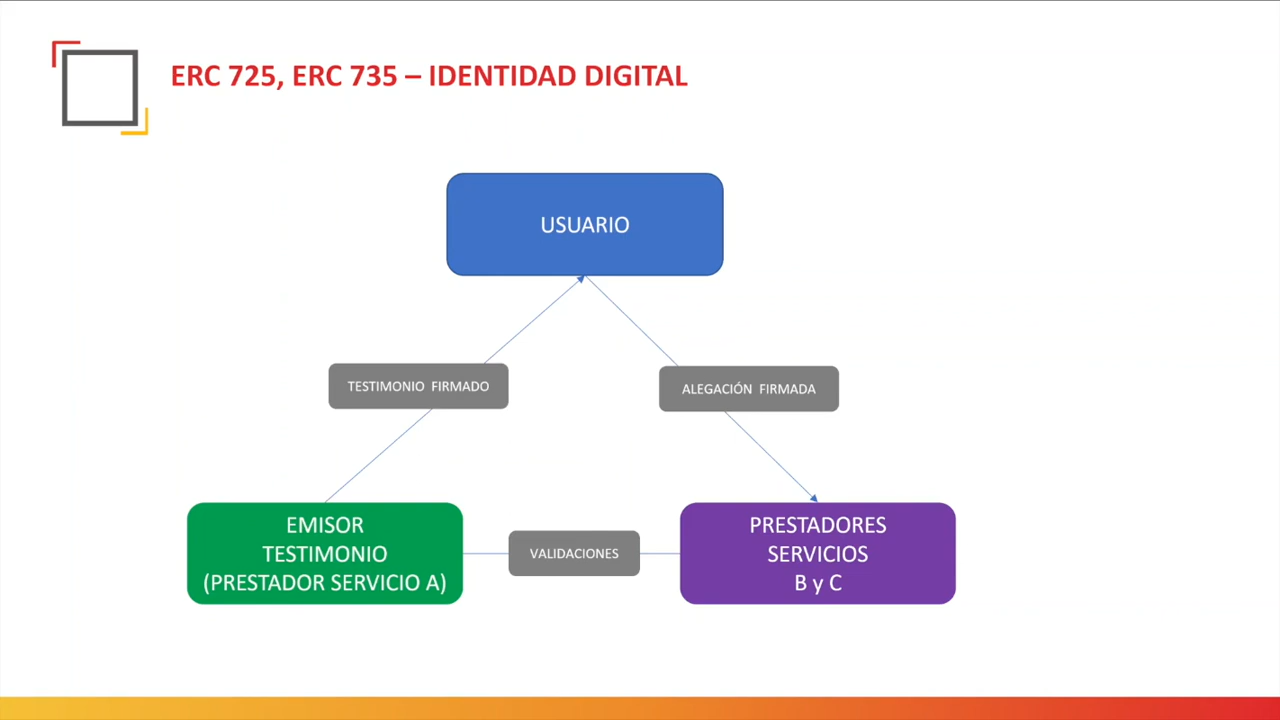 ERC 725, ERC 735 – IDENTIDAD DIGITAL
USUARIO
TESTIMONIO FIRMADO
ALEGACIÓN FIRMADA
EMISOR
TESTIMONIO
(PRESTADOR SERVICIO A)
VALIDACIONES
PRESTADORES
SERVICIOS
B y C